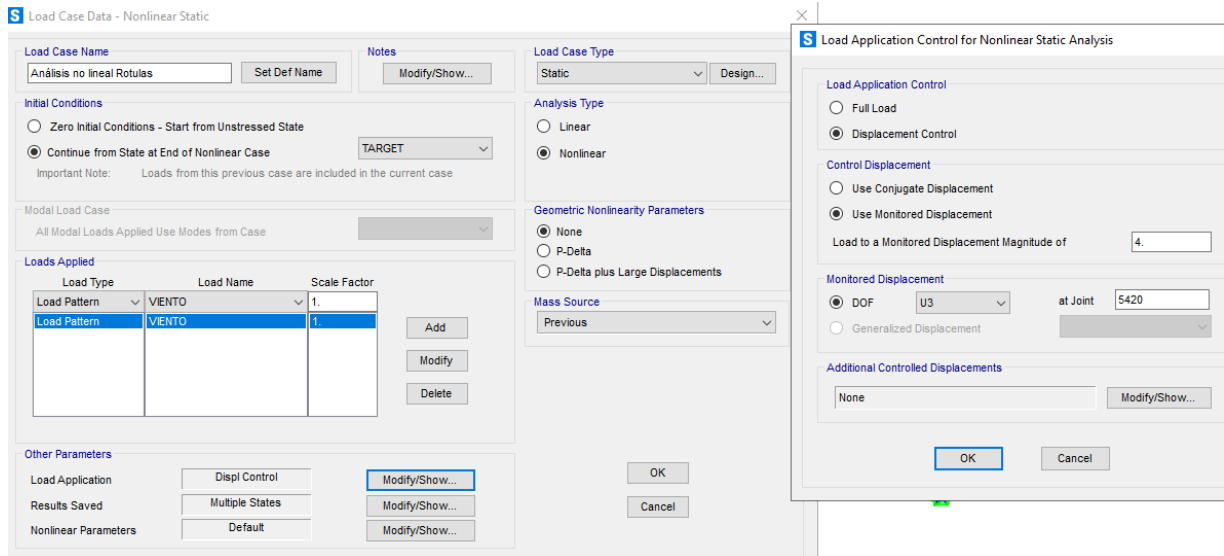 Load Case Data - Nonlinear Static
Load Case Name
Análisis no lineal Rotulas
Set Def Name
Notes
Modify/Show...
Load Case Type
Static
Design...
Initial Conditions
Zero Initial Conditions - Start from Unstressed State
Continue from State at End of Nonlinear Case
TARGET
Important Note: Loads from this previous case are included in the current case
Analysis Type
Linear
Nonlinear
Modal Load Case
All Modal Loads Applied Use Modes from Case
Geometric Nonlinearity Parameters
None
P-Delta
P-Delta plus Large Displacements
Loads Applied
Load Type Load Name Scale Factor
Load Pattern VIENTO 1.
Load Pattern VIENTO 1.
Add
Modify
Delete
Mass Source
Previous
Other Parameters
Load Application Displ Control Modify/Show...
Results Saved Multiple States Modify/Show...
Nonlinear Parameters Default Modify/Show...
OK
Cancel
Load Application Control for Nonlinear Static Analysis
Load Application Control
Full Load
Displacement Control
Control Displacement
Use Conjugate Displacement
Use Monitored Displacement
Load to a Monitored Displacement Magnitude of 4.
Monitored Displacement
DOF U3 at Joint 5420
Generalized Displacement
Additional Controlled Displacements
None Modify/Show...
OK Cancel